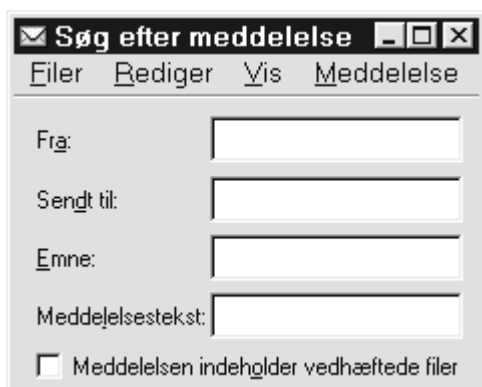 Søg efter meddelelse
Filer Rediger Vis Meddelelse
Fra:
Sendt til:
Emne:
Meddelelsestekst:
Meddelelsen indeholder vedhæftede filer